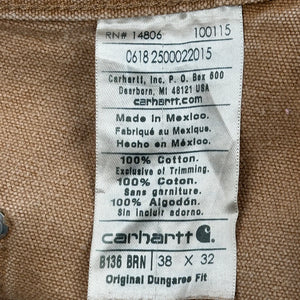 RN# 14806 100115
0618 2500022015
Carhartt, Inc. P. O. Box 600
Dearborn, MI 48121 USA
carhartt.com
Made in Mexico.
Fabriqué au Mexique.
Hecho en México.
100% Cotton.
Exclusive of Trimming.
100% Coton.
Sans garniture.
100% Algodón.
Sin incluir adorno.
carhartt
B136 BRN 38 X 32
Original Dungaree Fit